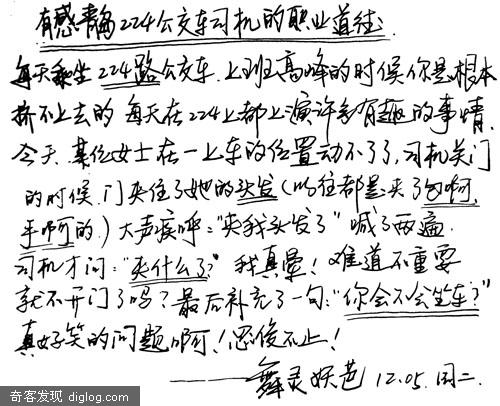 有感青岛224公交车司机的职业道德:
每天乘坐224路公交车.上班高峰的时候你是根本
挤不上去的 每天在224上都上演许多有趣的事情.
今天.某位女士在一上车的位置动不了了,司机关门
的时候.门夹住了她的头发(以往都是夹了包啊,
手啊的.)大声疾呼:"夹我头发了"喊了两遍.
司机才问:"夹什么了?"我真晕!难道不重要
就不开门了吗?最后补充了一句:"你会不会坐车?"
真好笑的问题啊!忍俊不止!
——舞灵妖芭 12.05.周二.
奇客发现 diglog.com